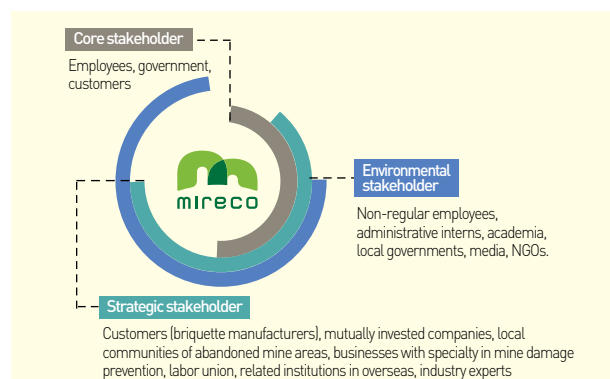 Core stakeholder
Employees, government,
customers
mireco
Environmental
stakeholder
Non-regular employees,
administrative interns, academia,
local governments, media, NGOs.
Strategic stakeholder
Customers (briquette manufacturers), mutually invested companies, local
communities of abandoned mine areas, businesses with specialty in mine damage
prevention, labor union, related institutions in overseas, industry experts